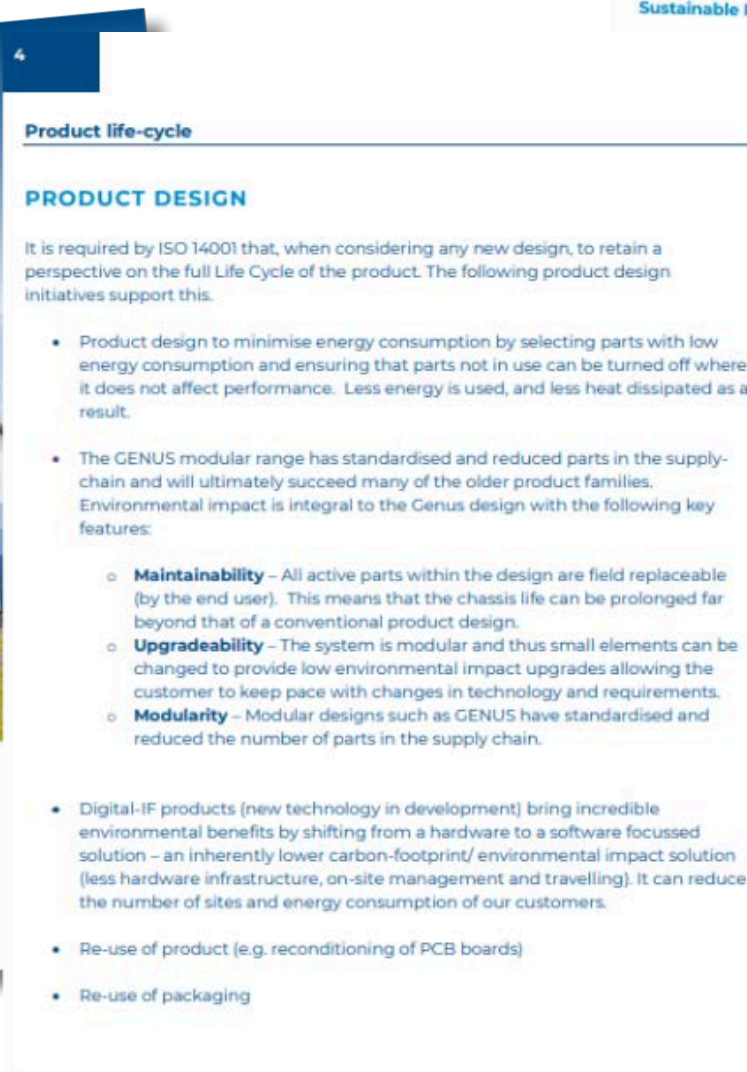 Sustainable
4
Product life-cycle
PRODUCT DESIGN
It is required by ISO 14001 that, when considering any new design, to retain a
perspective on the full Life Cycle of the product. The following product design
initiatives support this.
• Product design to minimise energy consumption by selecting parts with low
energy consumption and ensuring that parts not in use can be turned off where
it does not affect performance. Less energy is used, and less heat dissipated as a
result.
• The GENUS modular range has standardised and reduced parts in the supply-
chain and will ultimately succeed many of the older product families.
Environmental impact is integral to the Genus design with the following key
features:
o Maintainability – All active parts within the design are field replaceable
(by the end user). This means that the chassis life can be prolonged far
beyond that of a conventional product design.
o Upgradeability – The system is modular and thus small elements can be
changed to provide low environmental impact upgrades allowing the
customer to keep pace with changes in technology and requirements.
o Modularity – Modular designs such as GENUS have standardised and
reduced the number of parts in the supply chain.
• Digital-IF products (new technology in development) bring incredible
environmental benefits by shifting from a hardware to a software focussed
solution – an inherently lower carbon-footprint/ environmental impact solution
(less hardware infrastructure, on-site management and travelling). It can reduce
the number of sites and energy consumption of our customers.
• Re-use of product (e.g. reconditioning of PCB boards)
• Re-use of packaging